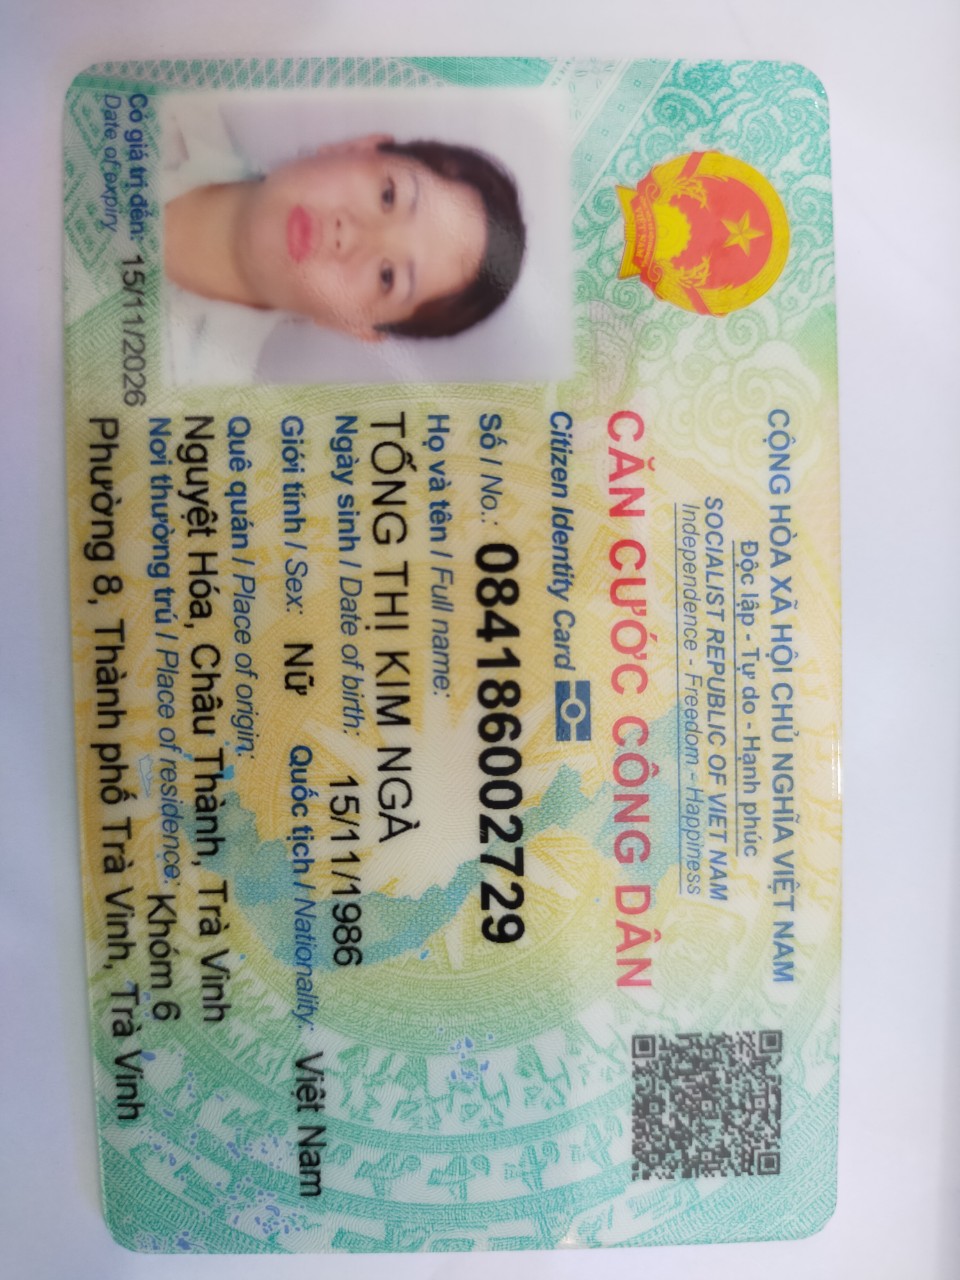 CỘNG HÒA XÃ HỘI CHỦ NGHĨA VIỆT NAM
Độc lập - Tự do - Hạnh phúc
SOCIALIST REPUBLIC OF VIET NAM
Independence - Freedom - Happiness
CĂN CƯỚC CÔNG DÂN
Citizen Identity Card
Số / No.: 084186002729
Họ và tên / Full name:
TỐNG THỊ KIM NGÀ
Ngày sinh / Date of birth: 15/11/1986
Giới tính / Sex: Nữ Quốc tịch / Nationality: Việt Nam
Quê quán / Place of origin:
Nguyệt Hóa, Châu Thành, Trà Vinh
Nơi thường trú / Place of residence: Khóm 6
Phường 8, Thành phố Trà Vinh, Trà Vinh
Có giá trị đến: 15/11/2026
Date of expiry